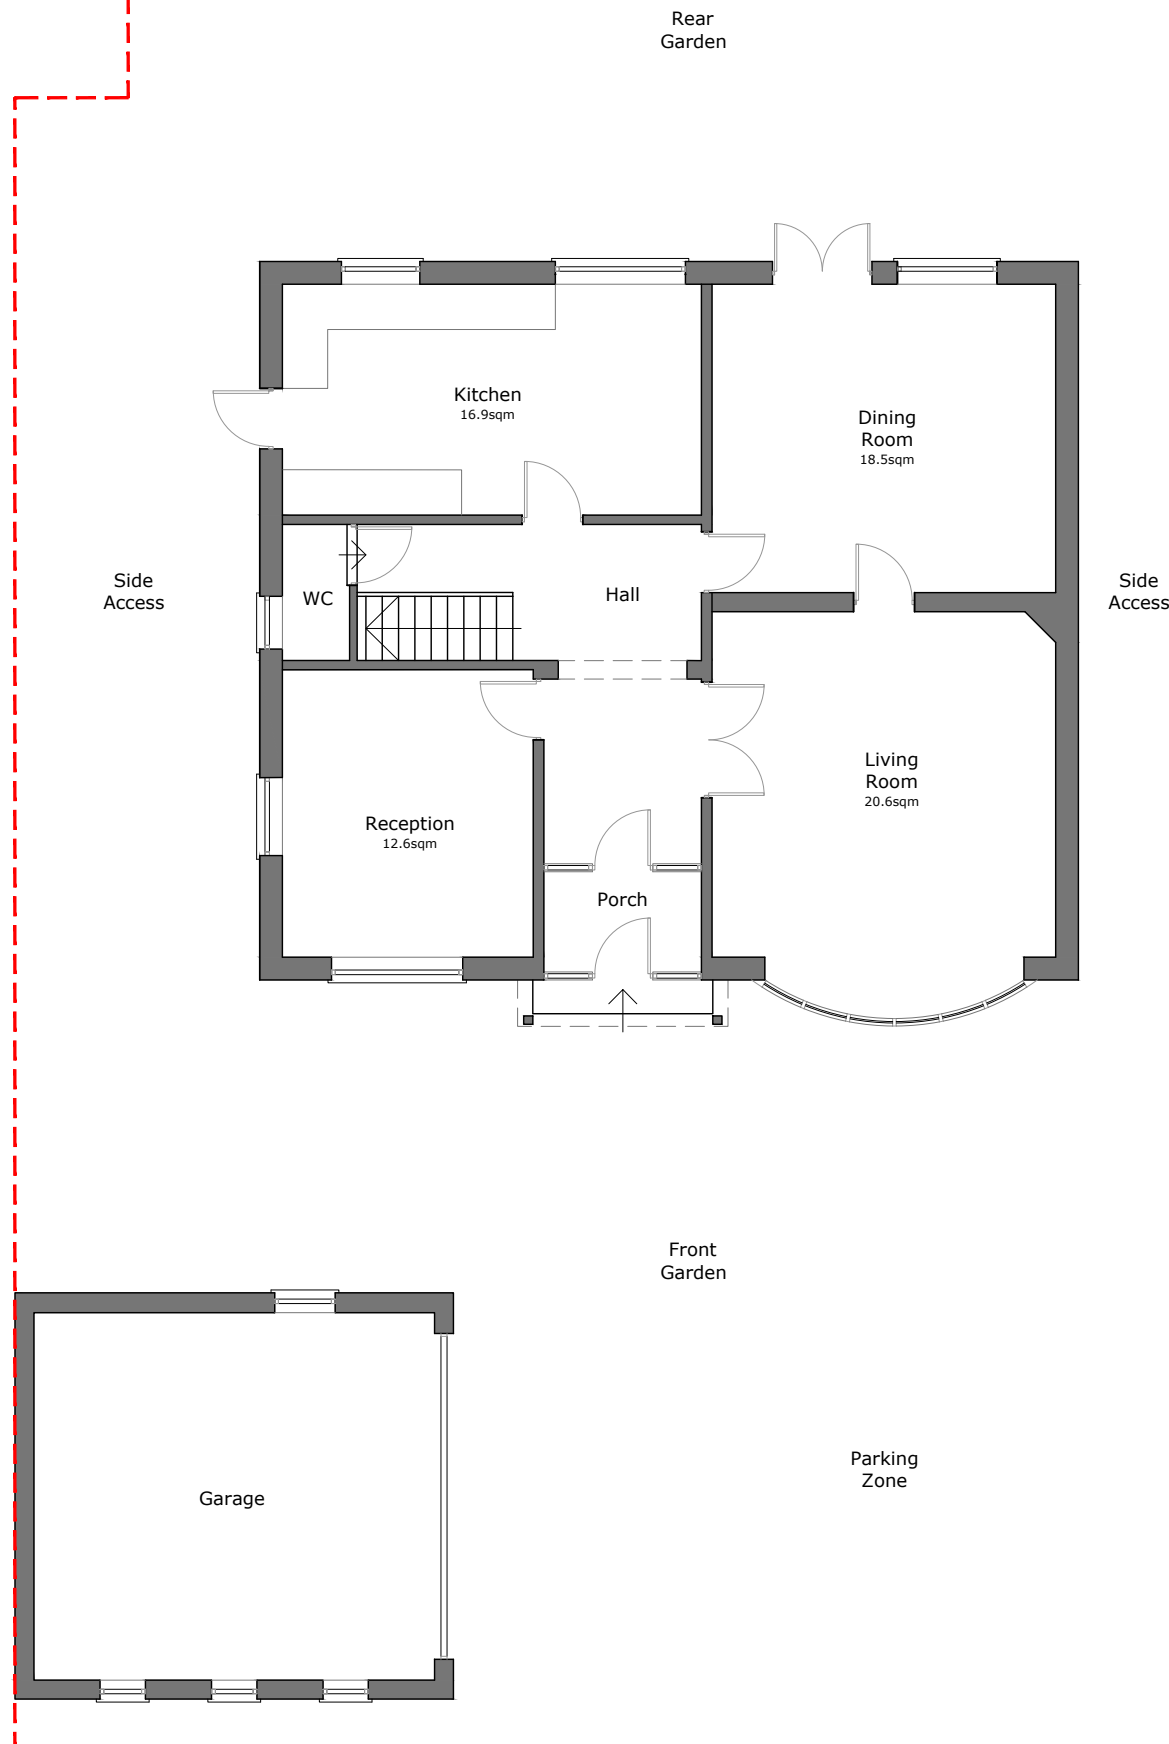 Rear
Garden
Kitchen
16.9sqm
Dining
Room
18.5sqm
Side
Access
WC
Hall
Side
Access
Living
Room
20.6sqm
Reception
12.6sqm
Porch
Front
Garden
Parking
Zone
Garage